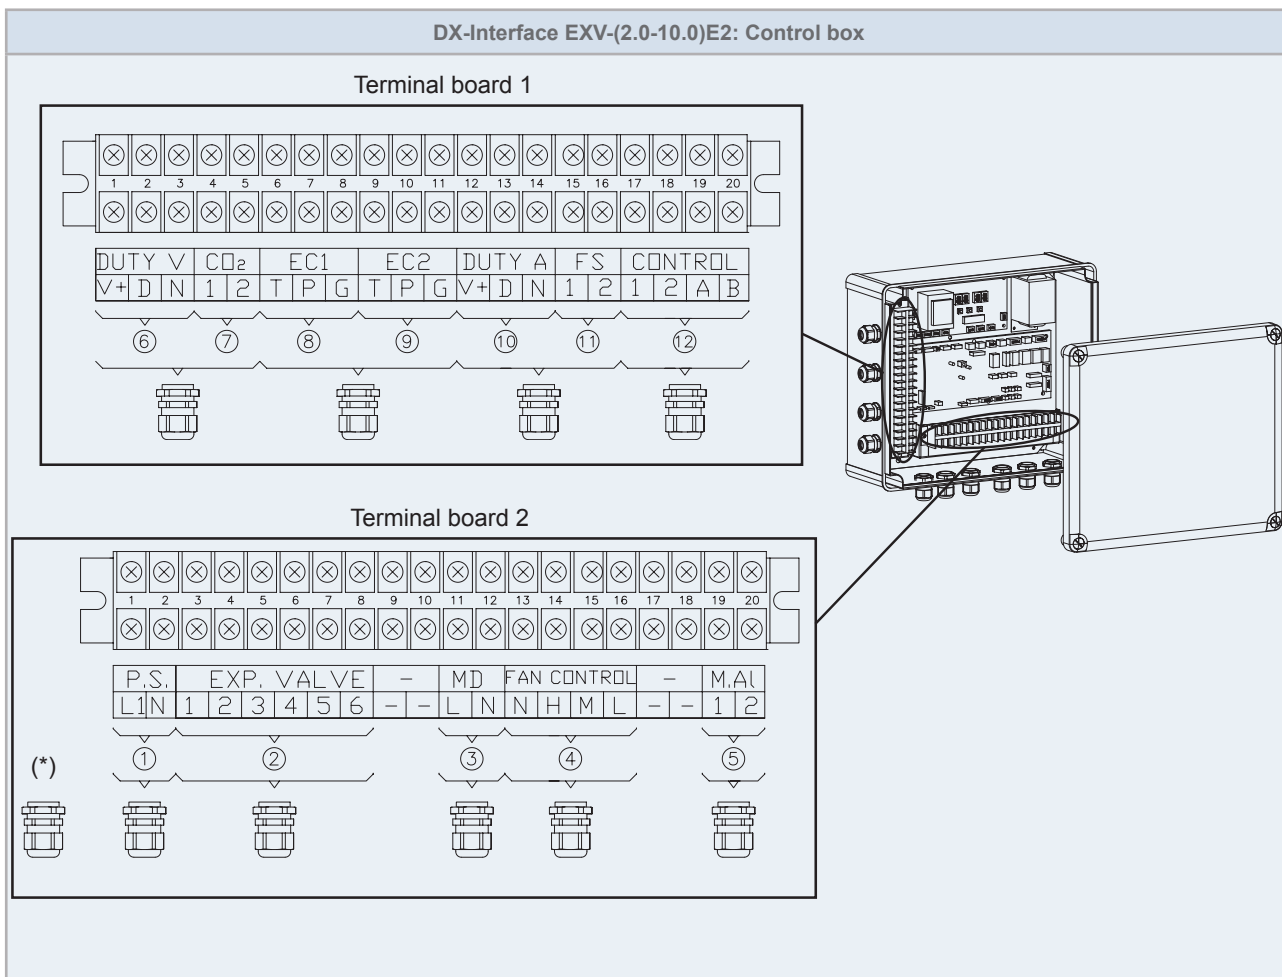 DX-Interface EXV-(2.0-10.0)E2: Control box
Terminal board 1
1 2 3 4 5 6 7 8 9 10 11 12 13 14 15 16 17 18 19 20
DUTY V CO₂ EC1 EC2 DUTY A FS CONTROL
V+ D N 1 2 T P G T P G V+ D N 1 2 1 2 A B
⑥ ⑦ ⑧ ⑨ ⑩ ⑪ ⑫
Terminal board 2
1 2 3 4 5 6 7 8 9 10 11 12 13 14 15 16 17 18 19 20
P.S. EXP. VALVE - MD FAN CONTROL - M.Al
L1 N 1 2 3 4 5 6 - - L N N H M L - - 1 2
① ② ③ ④ ⑤
(*)